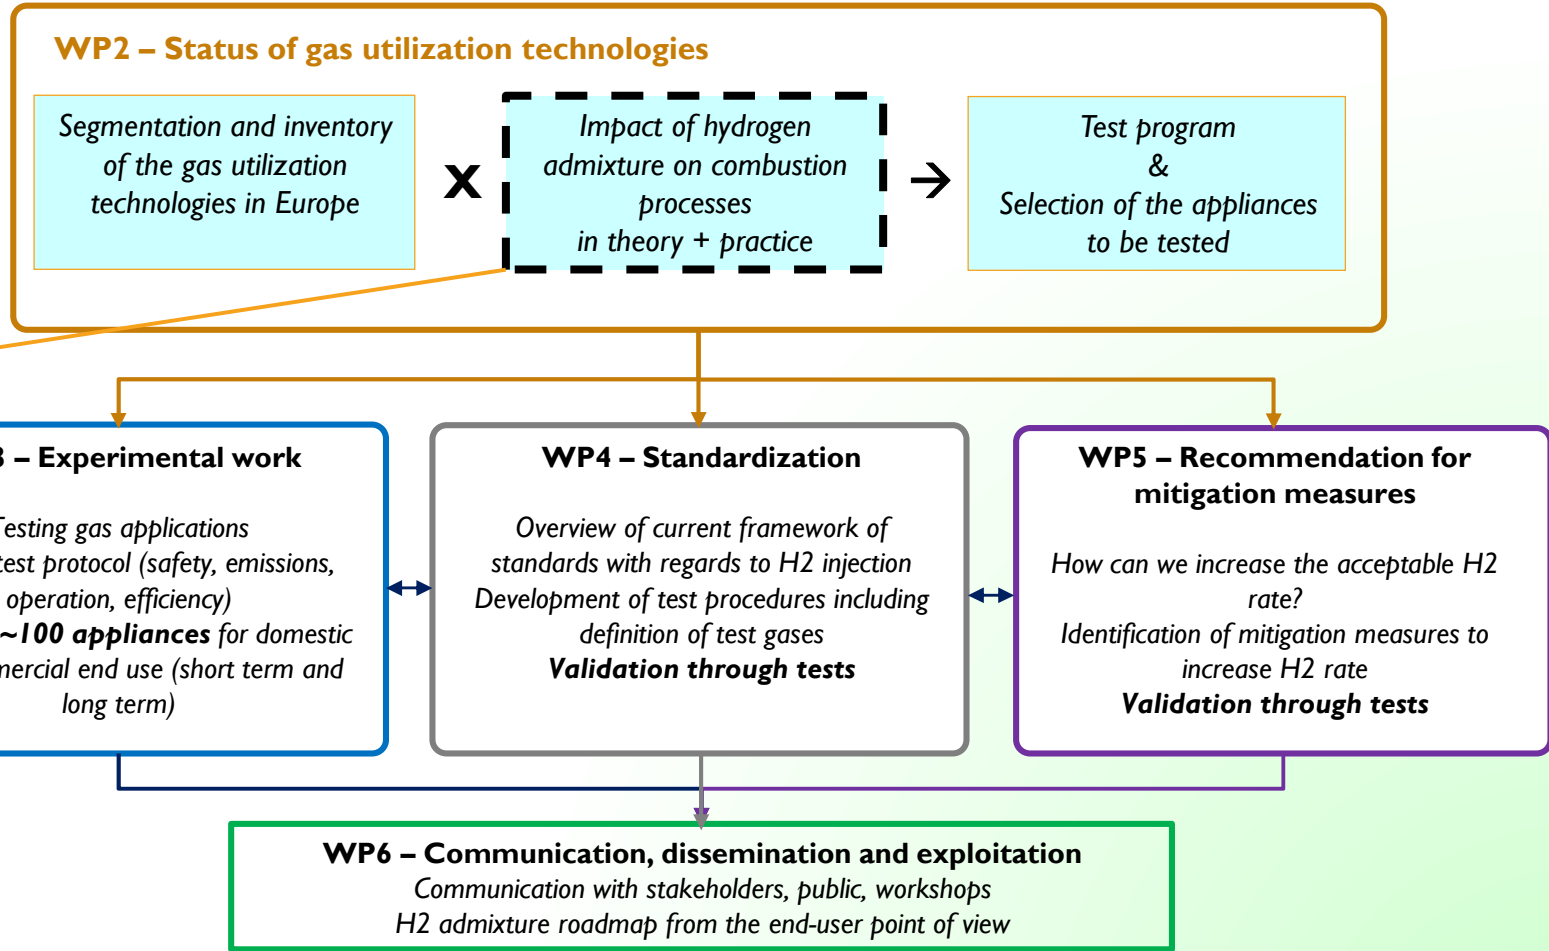 WP2 – Status of gas utilization technologies
Segmentation and inventory
of the gas utilization
technologies in Europe
X
Impact of hydrogen
admixture on combustion
processes
in theory + practice
→
Test program
&
Selection of the appliances
to be tested
– Experimental work
Testing gas applications
test protocol (safety, emissions,
operation, efficiency)
~100 appliances for domestic
end use (short term and
long term)
WP4 – Standardization
Overview of current framework of
standards with regards to H2 injection
Development of test procedures including
definition of test gases
Validation through tests
WP5 – Recommendation for
mitigation measures
How can we increase the acceptable H2
rate?
Identification of mitigation measures to
increase H2 rate
Validation through tests
WP6 – Communication, dissemination and exploitation
Communication with stakeholders, public, workshops
H2 admixture roadmap from the end-user point of view